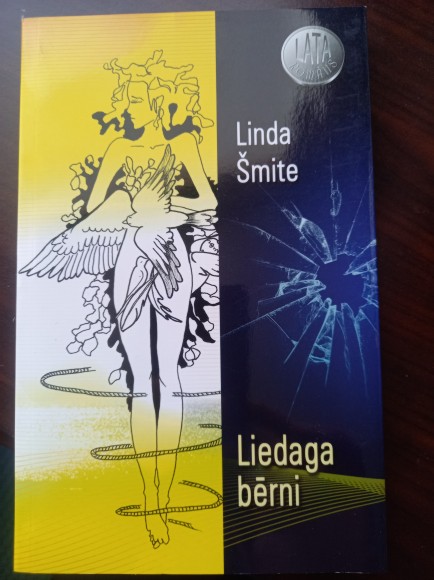 LATA
ROMĀNS
Linda
Šmite
Liedaga
bērni